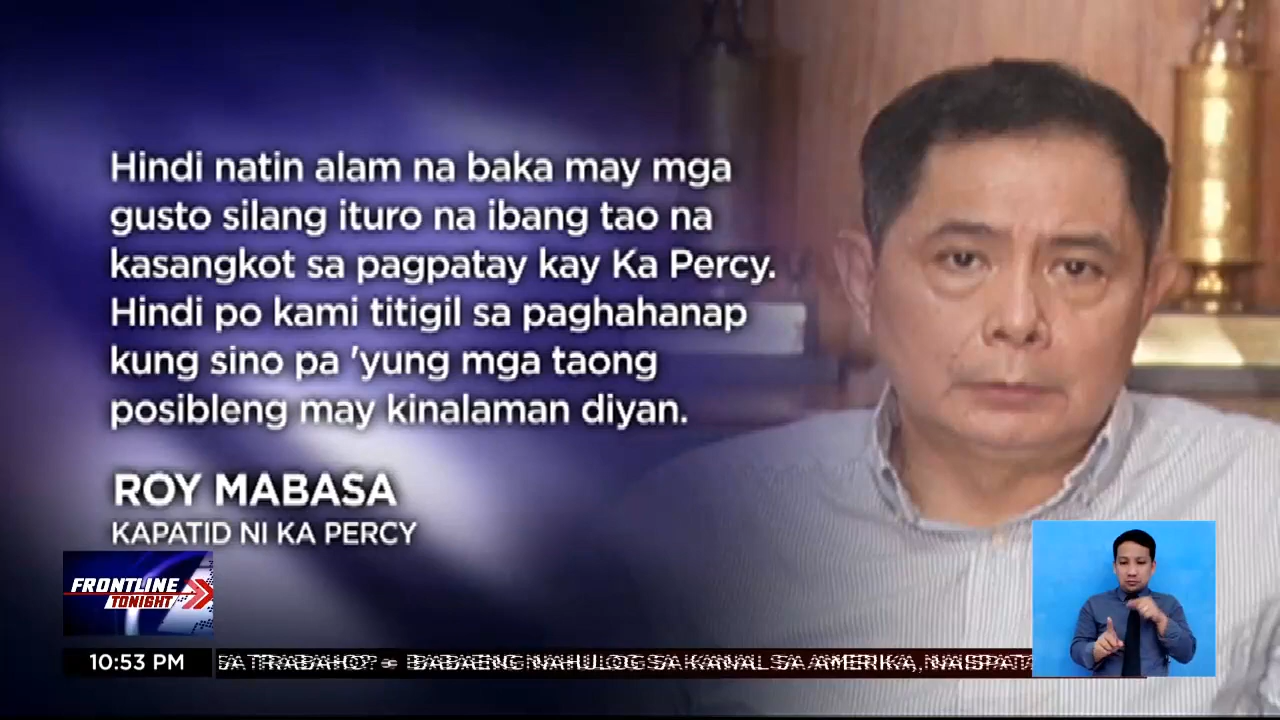 Hindi natin alam na baka may mga
gusto silang ituro na ibang tao na
kasangkot sa pagpatay kay Ka Percy.
Hindi po kami titigil sa paghahanap
kung sino pa 'yung mga taong
posibleng may kinalaman diyan.
ROY MABASA
KAPATID NI KA PERCY
FRONTLINE
TONIGHT
10:53 PM
SA TRABAHO? BABAENG NAHULOG SA KANAL SA AMERIKA,